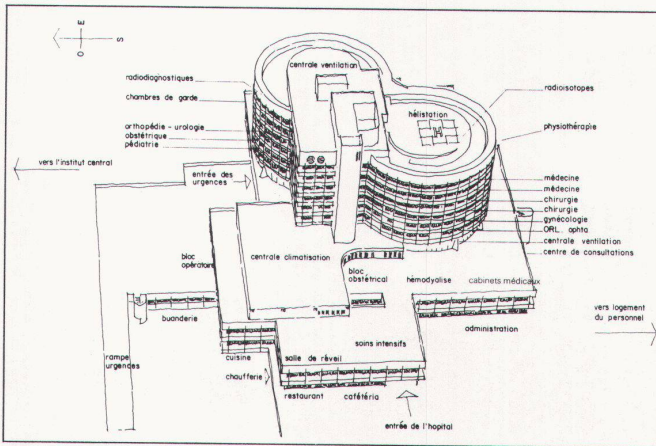 E
S
O
centrale ventilation
radiodiagnostiques
chambres de garde
orthopédie - urologie
obstétrique
pédiatrie
vers l'institut central
entrée des
urgences
radioisotopes
hélistation
H
physiothérapie
médecine
médecine
chirurgie
chirurgie
gynécologie
ORL, ophta
centrale ventilation
centre de consultations
bloc
opératoire
centrale climatisation
bloc
obstétrical
hémodyalise
cabinets médicaux
buanderie
vers logement
du personnel
administration
rampe
urgences
cuisine
chaufferie
soins intensifs
salle de réveil
restaurant
cafétéria
entrée de l'hopital